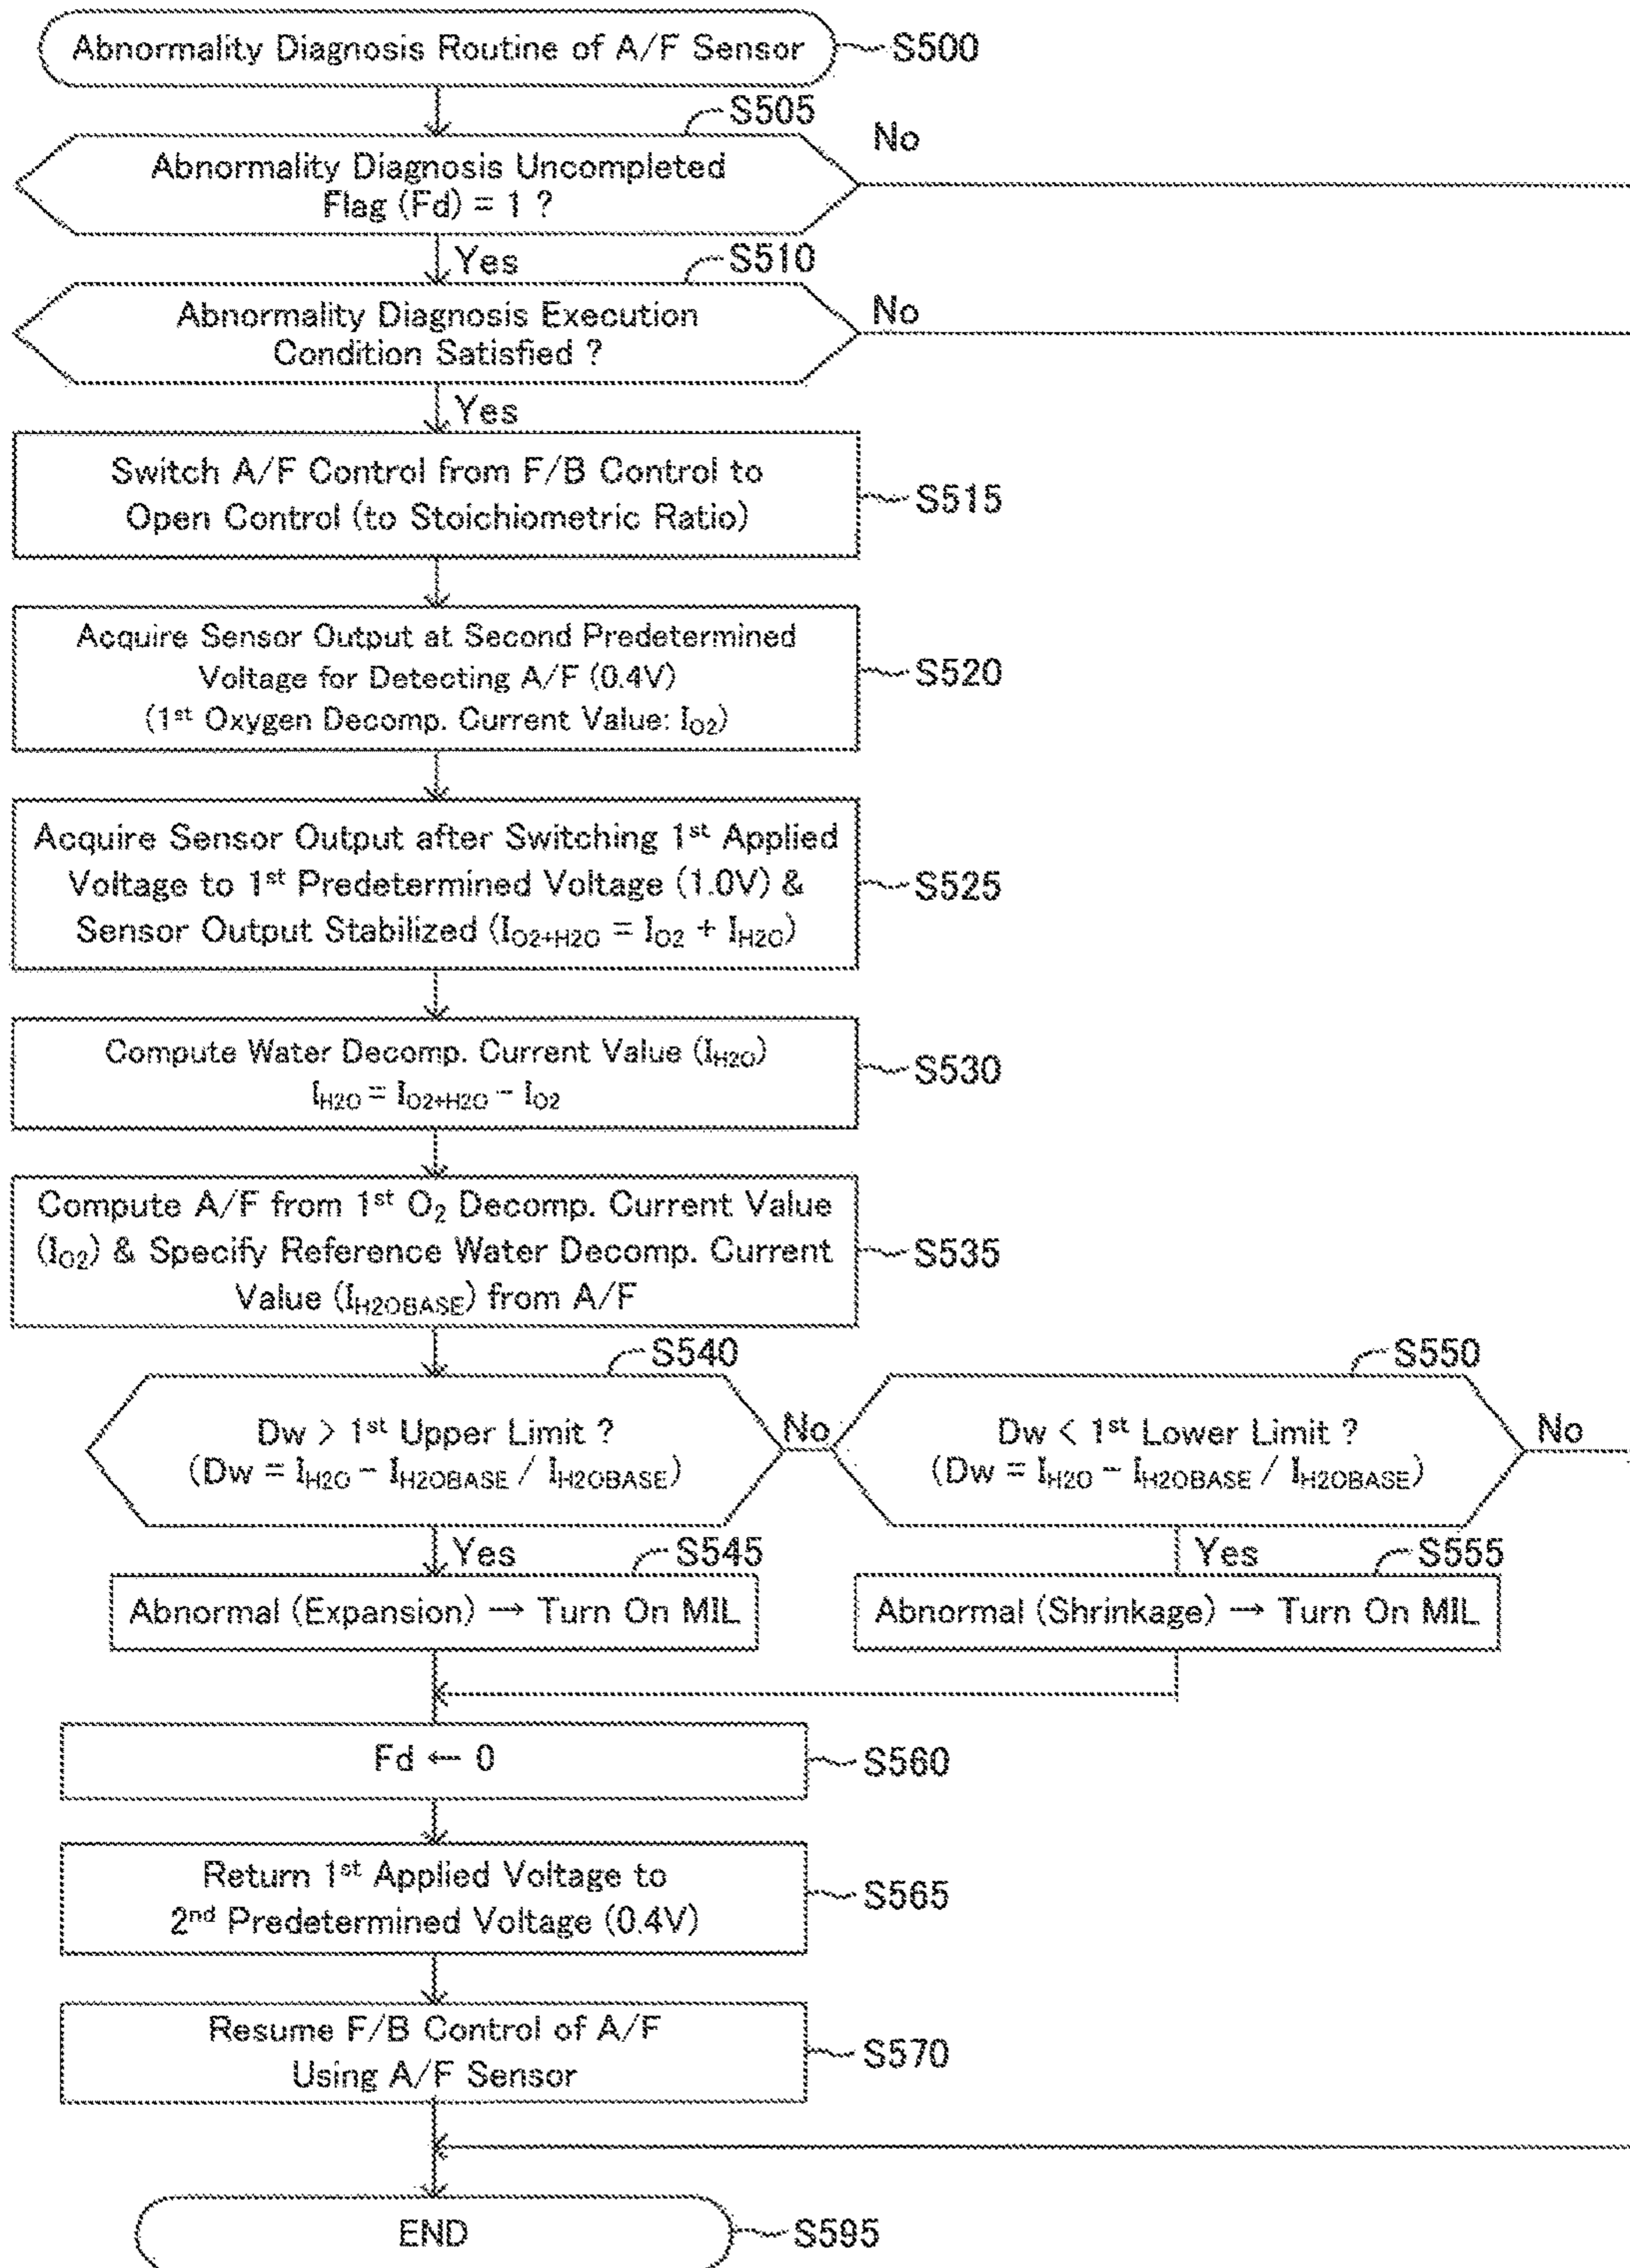 Abnormality Diagnosis Routine of A/F Sensor
S500
S505
Abnormality Diagnosis Uncompleted
Flag (Fd) = 1 ?
No
Yes
S510
Abnormality Diagnosis Execution
Condition Satisfied ?
No
Yes
Switch A/F Control from F/B Control to
Open Control (to Stoichiometric Ratio)
S515
Acquire Sensor Output at Second Predetermined
Voltage for Detecting A/F (0.4V)
(1st Oxygen Decomp. Current Value: IO2)
S520
Acquire Sensor Output after Switching 1st Applied
Voltage to 1st Predetermined Voltage (1.0V) &
Sensor Output Stabilized (IO2+H2O = IO2 + IH2O)
S525
Compute Water Decomp. Current Value (IH2O)
IH2O = IO2+H2O - IO2
S530
Compute A/F from 1st O2 Decomp. Current Value
(IO2) & Specify Reference Water Decomp. Current
Value (IH2OBASE) from A/F
S535
S540
Dw > 1st Upper Limit ?
(Dw = IH2O - IH2OBASE / IH2OBASE)
No
S550
Dw < 1st Lower Limit ?
(Dw = IH2O - IH2OBASE / IH2OBASE)
No
Yes
S545
Abnormal (Expansion) → Turn On MIL
Yes
S555
Abnormal (Shrinkage) → Turn On MIL
Fd ← 0
S560
Return 1st Applied Voltage to
2nd Predetermined Voltage (0.4V)
S565
Resume F/B Control of A/F
Using A/F Sensor
S570
END
S595